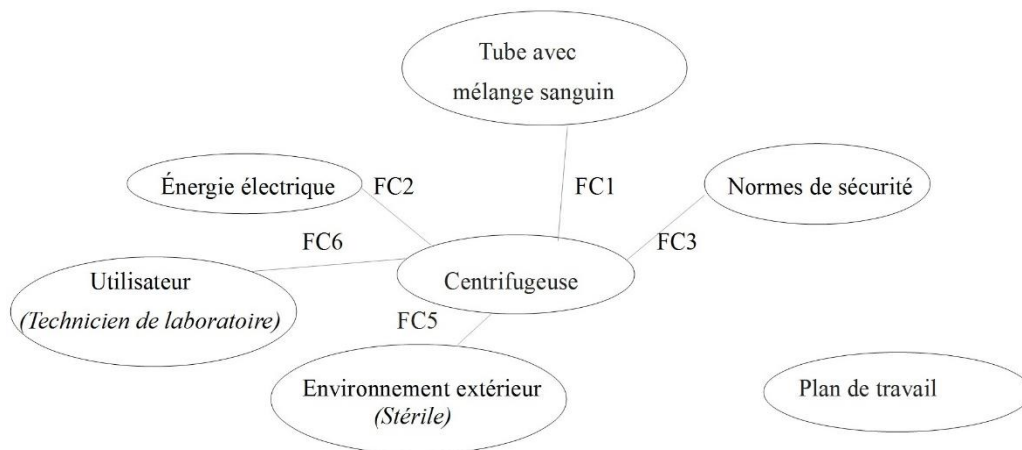 Tube avec
mélange sanguin
Énergie électrique
FC2
FC1
Normes de sécurité
FC6
FC3
Utilisateur
(Technicien de laboratoire)
Centrifugeuse
FC5
Environnement extérieur
(Stérile)
Plan de travail